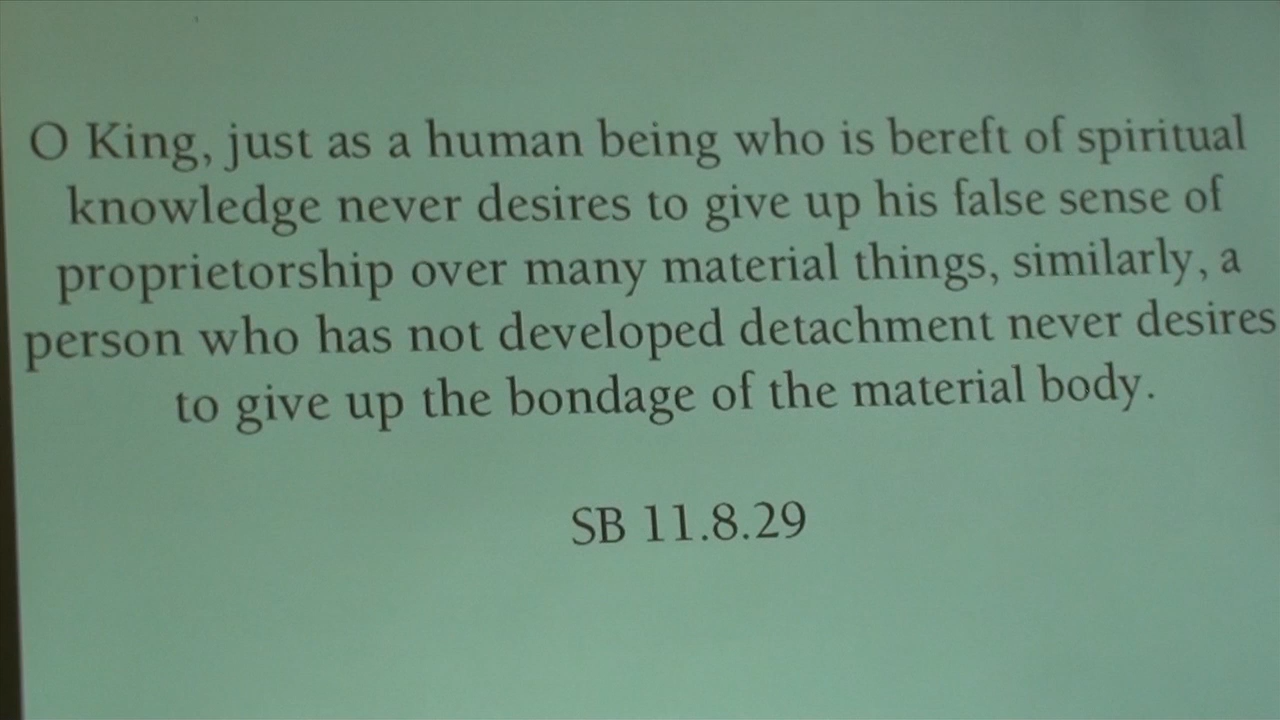 O King, just as a human being who is bereft of spiritual
knowledge never desires to give up his false sense of
proprietorship over many material things, similarly, a
person who has not developed detachment never desires
to give up the bondage of the material body.
SB 11.8.29